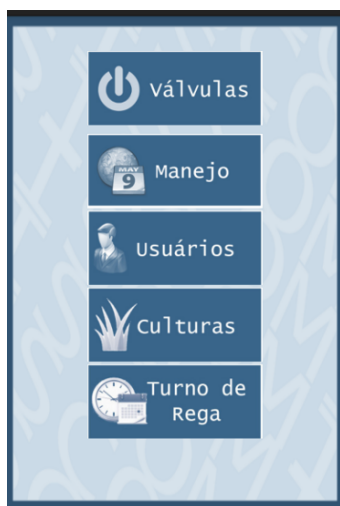 Válvulas
MAY
9
Manejo
Usuários
Culturas
Turno de
Rega